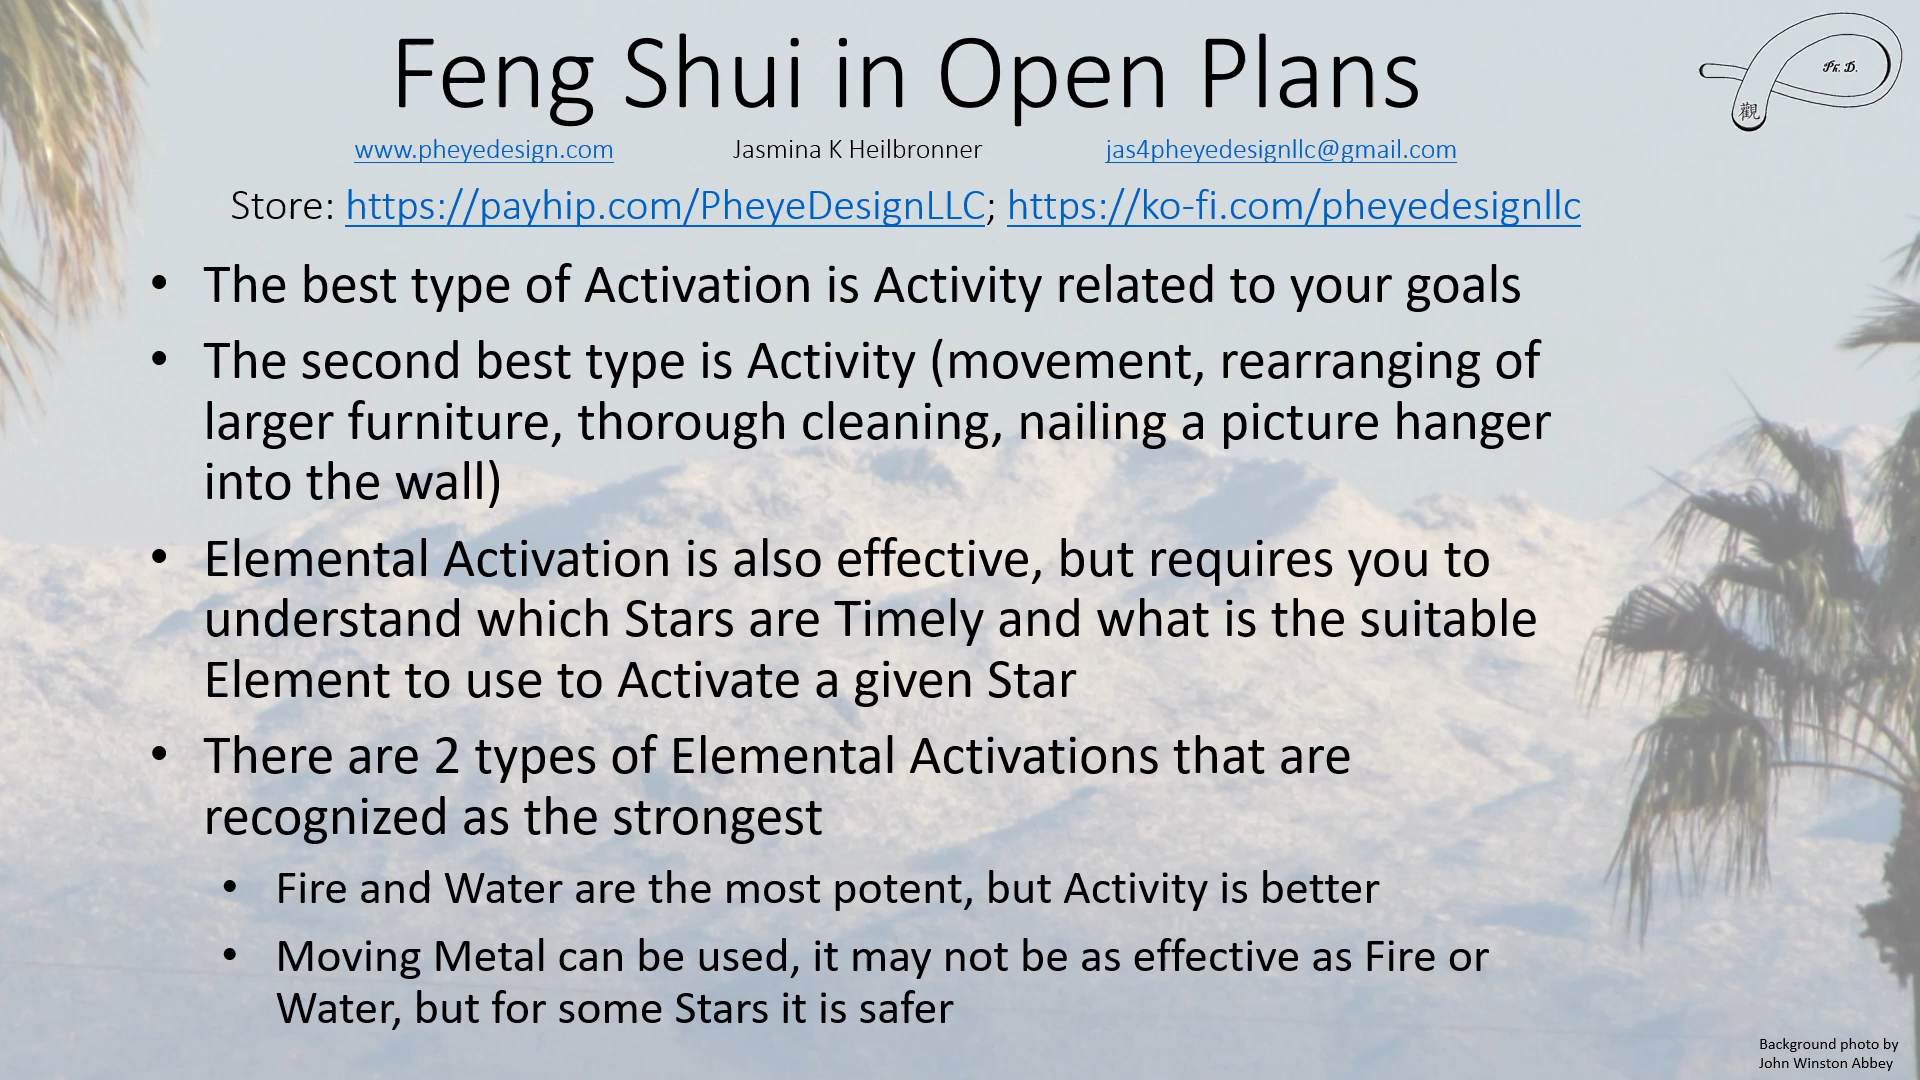 Feng Shui in Open Plans
Ph. D.
觀
www.pheyedesign.com Jasmina K Heilbronner jas4pheyedesignllc@gmail.com
Store: https://payhip.com/PheyeDesignLLC; https://ko-fi.com/pheyedesignllc
• The best type of Activation is Activity related to your goals
• The second best type is Activity (movement, rearranging of
larger furniture, thorough cleaning, nailing a picture hanger
into the wall)
• Elemental Activation is also effective, but requires you to
understand which Stars are Timely and what is the suitable
Element to use to Activate a given Star
• There are 2 types of Elemental Activations that are
recognized as the strongest
• Fire and Water are the most potent, but Activity is better
• Moving Metal can be used, it may not be as effective as Fire or
Water, but for some Stars it is safer
Background photo by
John Winston Abbey